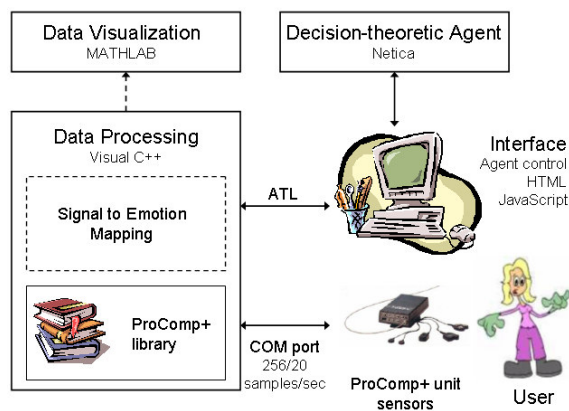 Data Visualization
MATHLAB
Decision-theoretic Agent
Netica
Data Processing
Visual C++
Signal to Emotion
Mapping
ProComp+
library
ATL
Interface
Agent control
HTML
JavaScript
COM port
256/20
samples/sec
ProComp+ unit
sensors
User